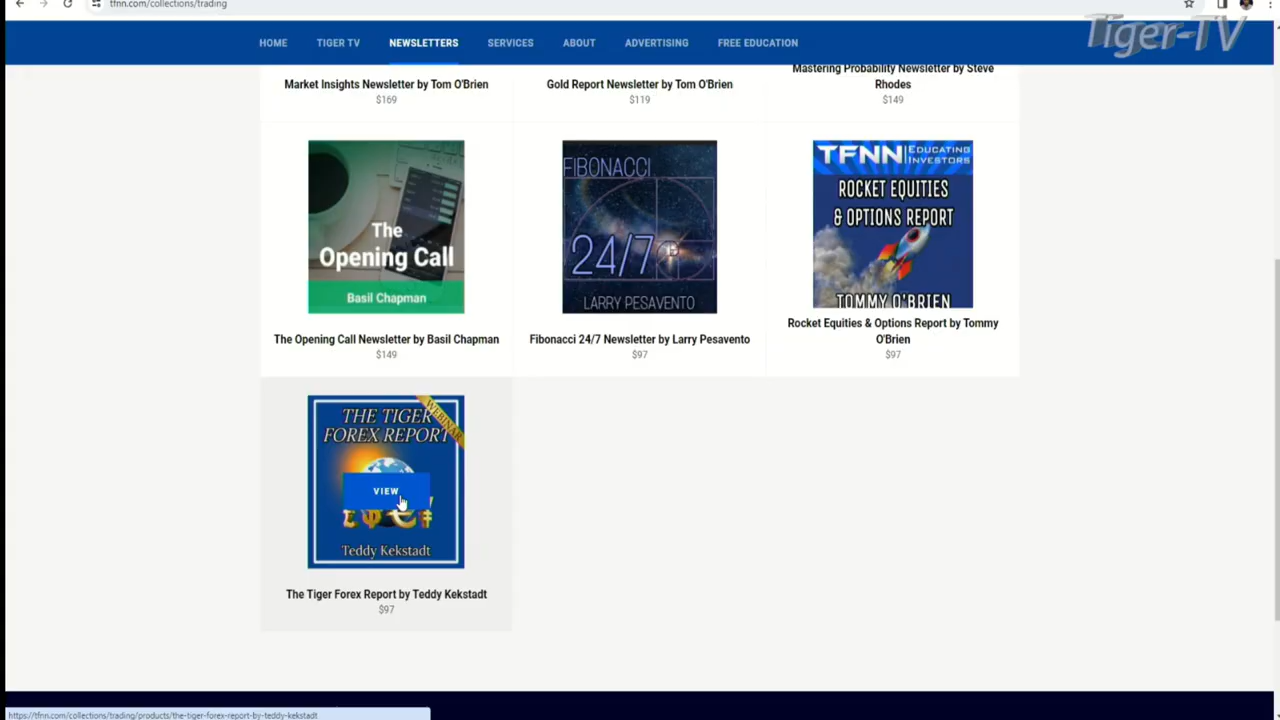 tfnn.com/collections/trading
Tiger-TV
HOME TIGER TV NEWSLETTERS SERVICES ABOUT ADVERTISING FREE EDUCATION
Market Insights Newsletter by Tom O'Brien
$169
Gold Report Newsletter by Tom O'Brien
$119
Mastering Probability Newsletter by Steve
Rhodes
$149
The
Opening Call
Basil Chapman
The Opening Call Newsletter by Basil Chapman
$149
FIBONACCI
24/7
LARRY PESAVENTO
Fibonacci 24/7 Newsletter by Larry Pesavento
$97
TFNN EDUCATING
INVESTORS
ROCKET EQUITIES
& OPTIONS REPORT
TOMMY O'BRIEN
Rocket Equities & Options Report by Tommy
O'Brien
$97
THE TIGER
FOREX REPORT
WEBINAR
VIEW
Teddy Kekstadt
The Tiger Forex Report by Teddy Kekstadt
$97
https://tfnn.com/collections/trading/products/the-tiger-forex-report-by-teddy-kekstadt